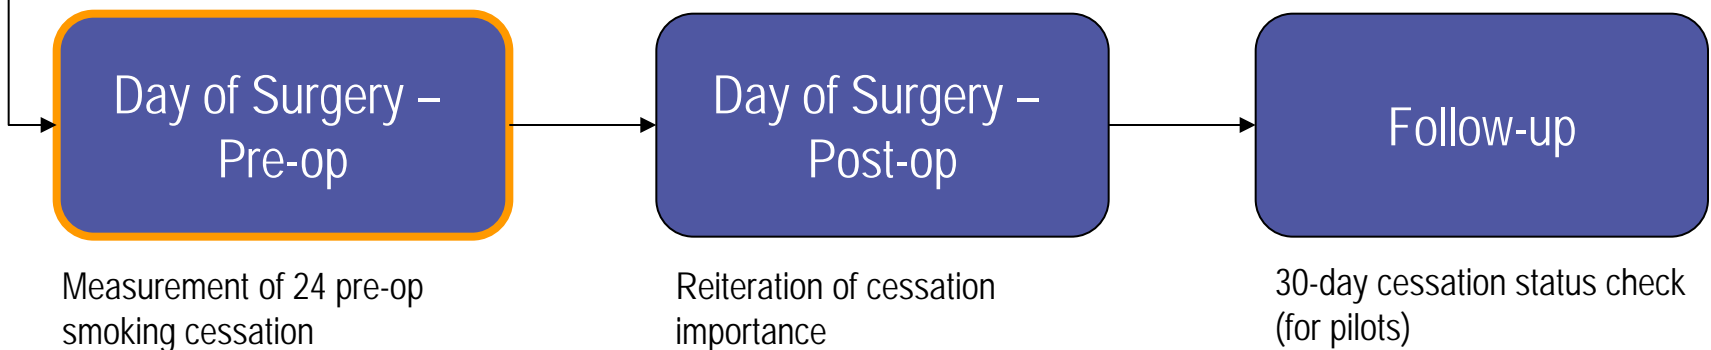 Day of Surgery –
Pre-op
Day of Surgery –
Post-op
Follow-up
Measurement of 24 pre-op
smoking cessation
Reiteration of cessation
importance
30-day cessation status check
(for pilots)